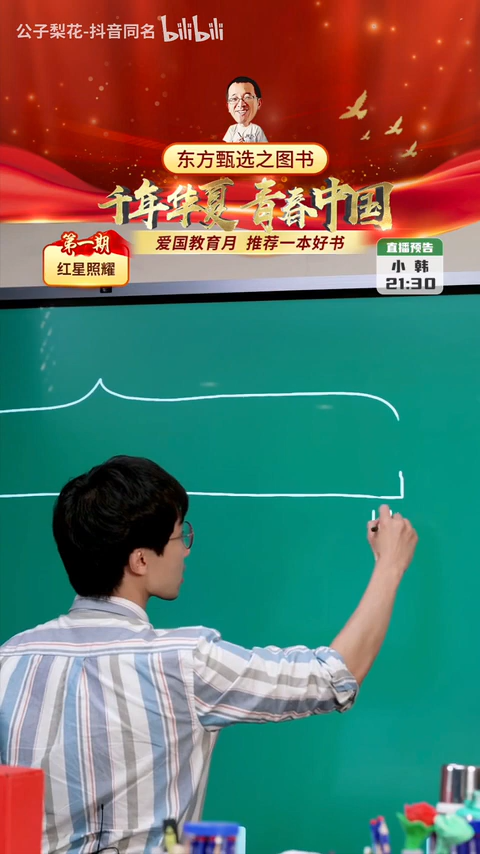 公子梨花-抖音同名 bilibili
东方甄选之图书
千年华夏 青春中国
爱国教育月 推荐一本好书
第一期
红星照耀
直播预告
小 韩
21:30